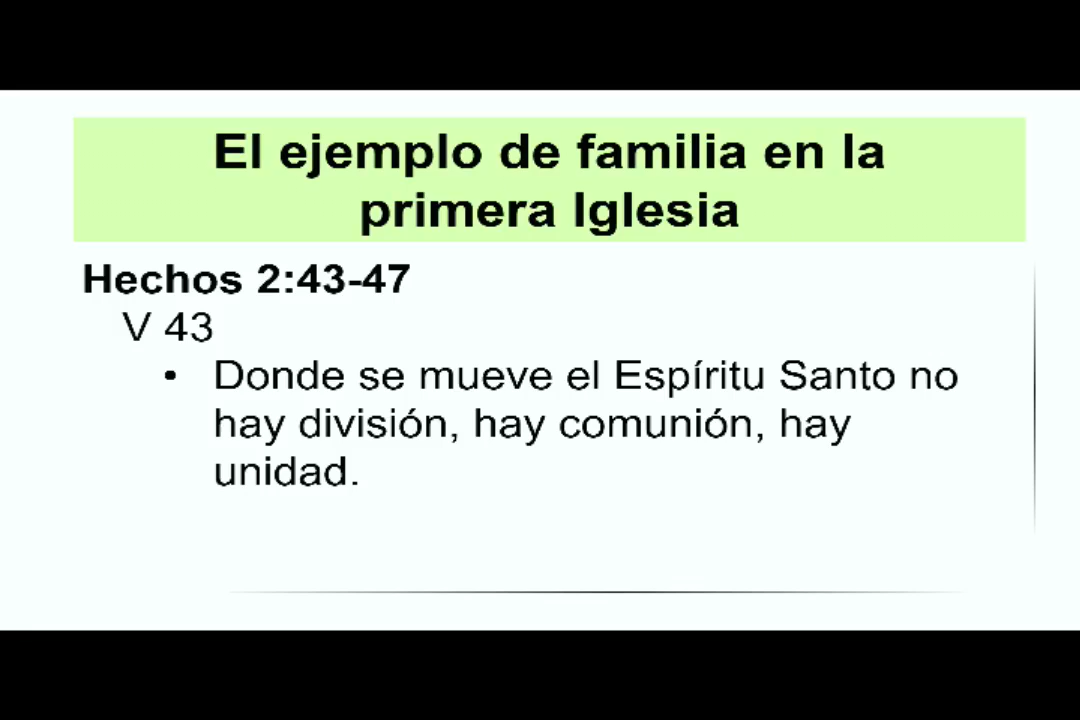 El ejemplo de familia en la
primera Iglesia
Hechos 2:43-47
V 43
• Donde se mueve el Espíritu Santo no
hay división, hay comunión, hay
unidad.